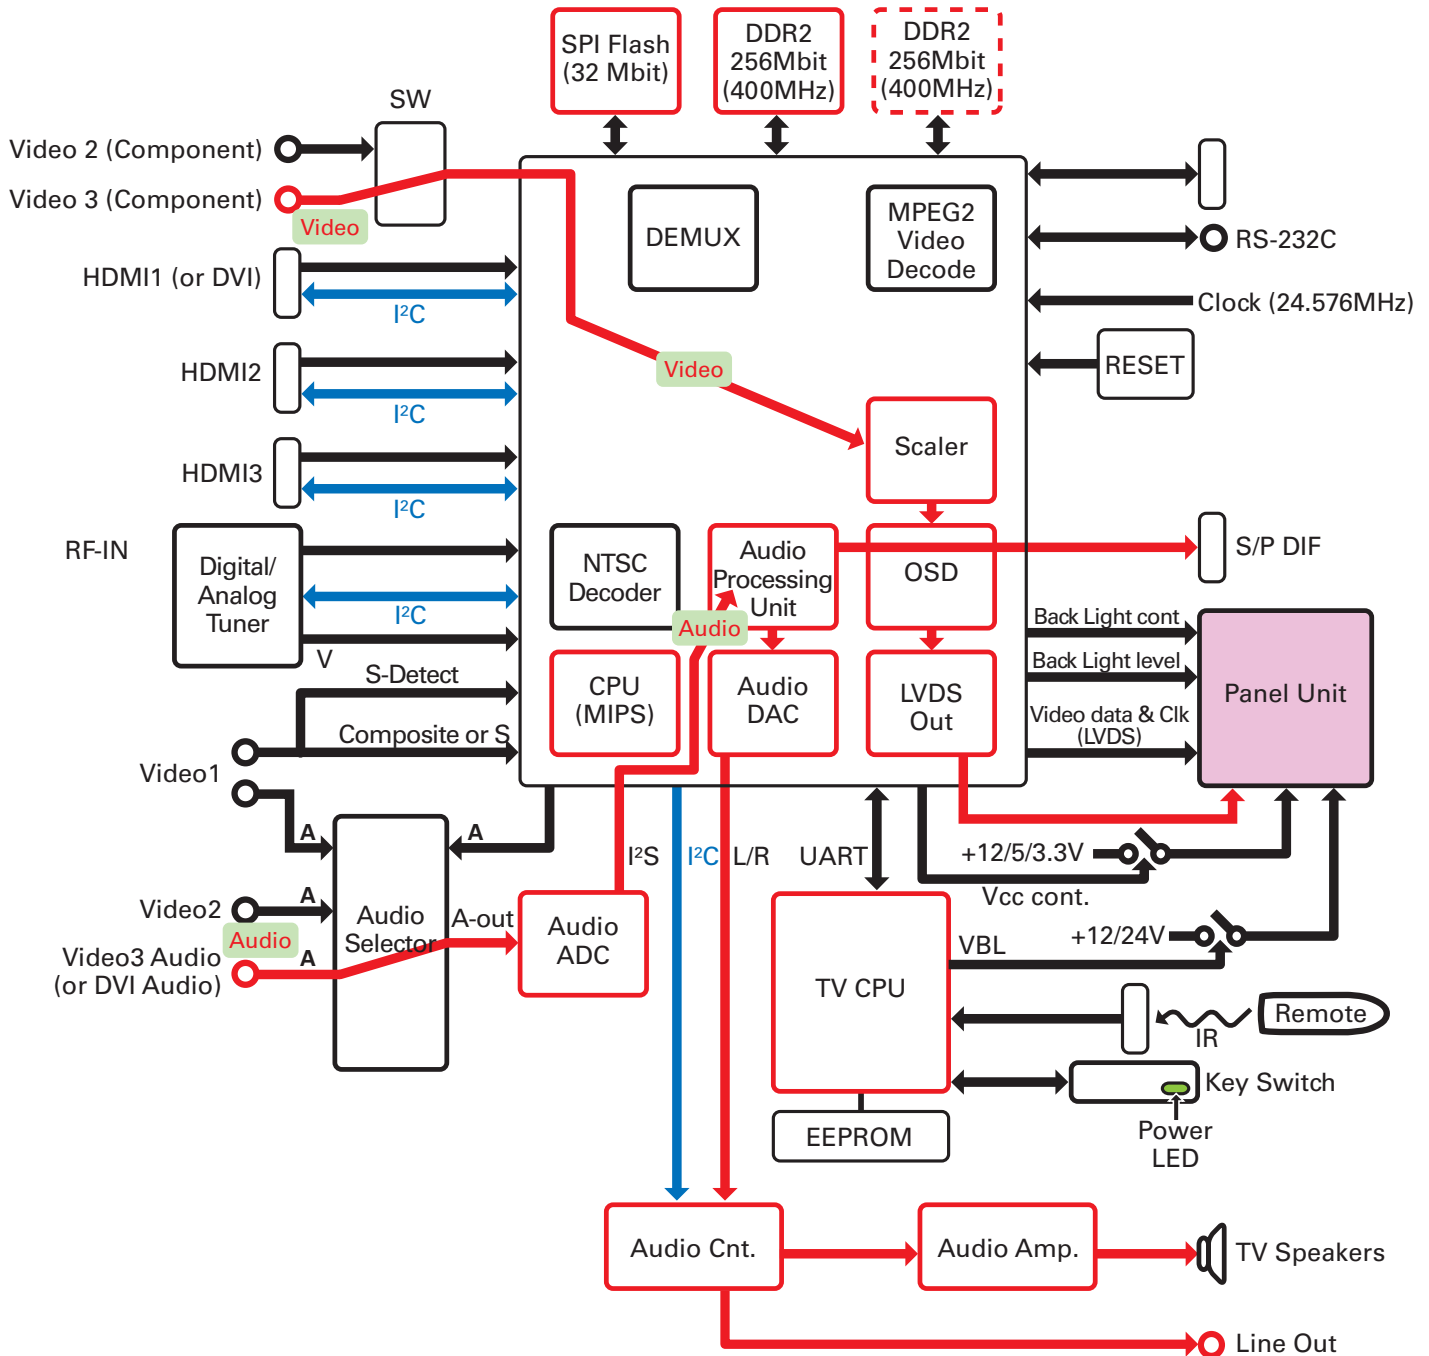 SPI Flash
(32 Mbit)
DDR2
256Mbit
(400MHz)
DDR2
256Mbit
(400MHz)
SW
Video 2 (Component)
Video 3 (Component)
Video
DEMUX
MPEG2
Video
Decode
RS-232C
HDMI1 (or DVI)
I²C
Clock (24.576MHz)
HDMI2
I²C
Video
RESET
HDMI3
I²C
Scaler
RF-IN
Digital/
Analog
Tuner
I²C
V
NTSC
Decoder
Audio
Processing
Unit
Audio
OSD
S/P DIF
Back Light cont
Back Light level
Video data & Clk
(LVDS)
Panel Unit
S-Detect
Composite or S
CPU
(MIPS)
Audio
DAC
LVDS
Out
Video1
A
A
I²S
I²C
L/R
UART
+12/5/3.3V
Vcc cont.
Video2
A
Audio
Video3 Audio
(or DVI Audio)
A
Audio
Selector
A-out
Audio
ADC
+12/24V
VBL
TV CPU
Remote
IR
Key Switch
Power
LED
EEPROM
Audio Cnt.
Audio Amp.
TV Speakers
Line Out